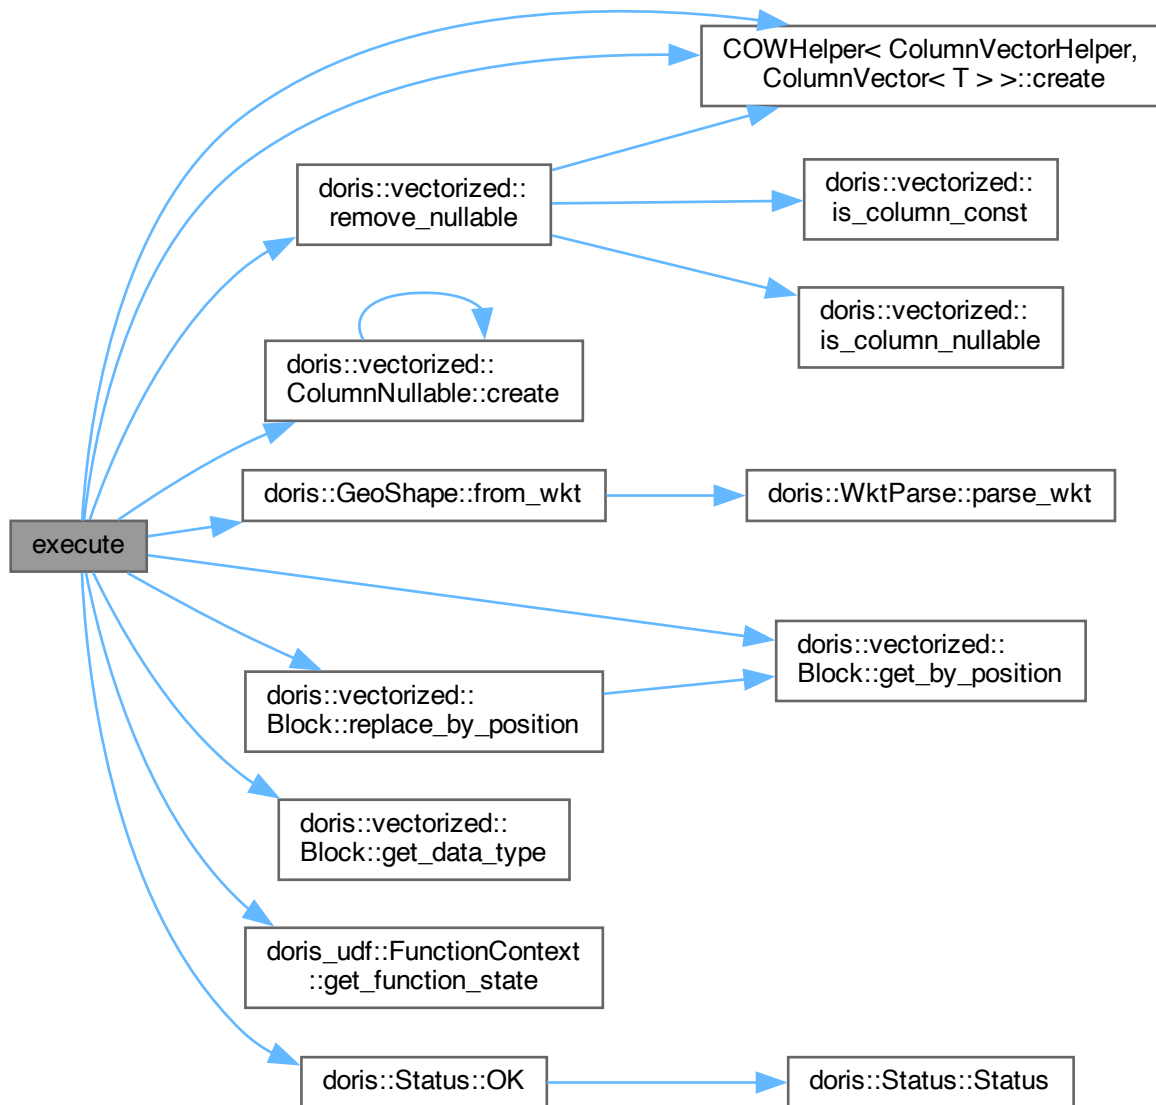 COWHelper< ColumnVectorHelper,
ColumnVector< T > >::create
doris::vectorized::
remove_nullable
doris::vectorized::
is_column_const
doris::vectorized::
is_column_nullable
doris::vectorized::
ColumnNullable::create
doris::GeoShape::from_wkt
doris::WktParse::parse_wkt
execute
doris::vectorized::
Block::get_by_position
doris::vectorized::
Block::replace_by_position
doris::vectorized::
Block::get_data_type
doris_udf::FunctionContext
::get_function_state
doris::Status::OK
doris::Status::Status